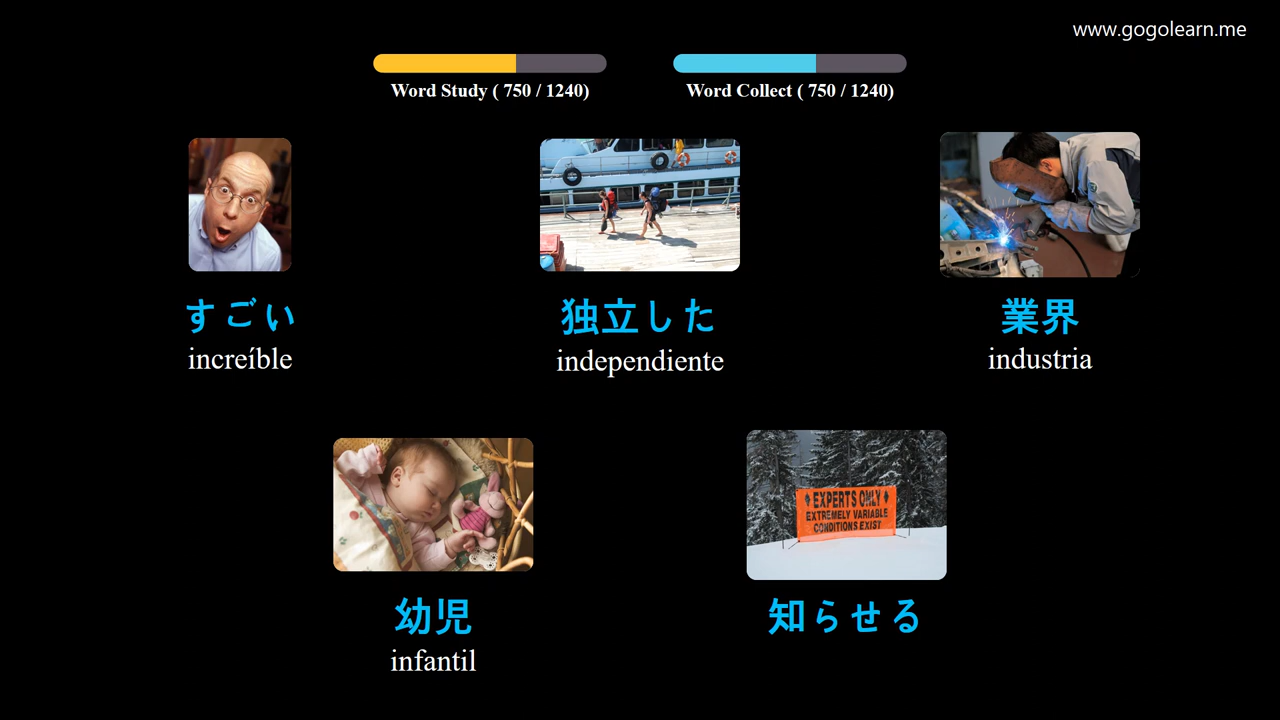 www.gogolearn.me
Word Study ( 750 / 1240)
Word Collect ( 750 / 1240)
すごい
increíble
独立した
independiente
業界
industria
幼児
infantil
EXPERTS ONLY
EXTREMELY VARIABLE
CONDITIONS EXIST
知らせる